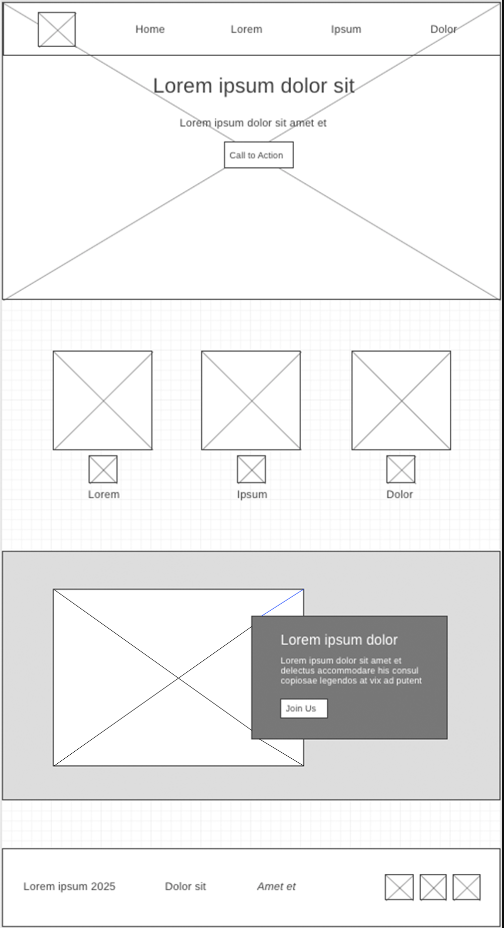 Home Lorem Ipsum Dolor
Lorem ipsum dolor sit
Lorem ipsum dolor sit amet et
Call to Action
Lorem Ipsum Dolor
Lorem ipsum dolor
Lorem ipsum dolor sit amet et
delectus accommodare his consul
copiosae legendos at vix ad putent
Join Us
Lorem ipsum 2025 Dolor sit Amet et